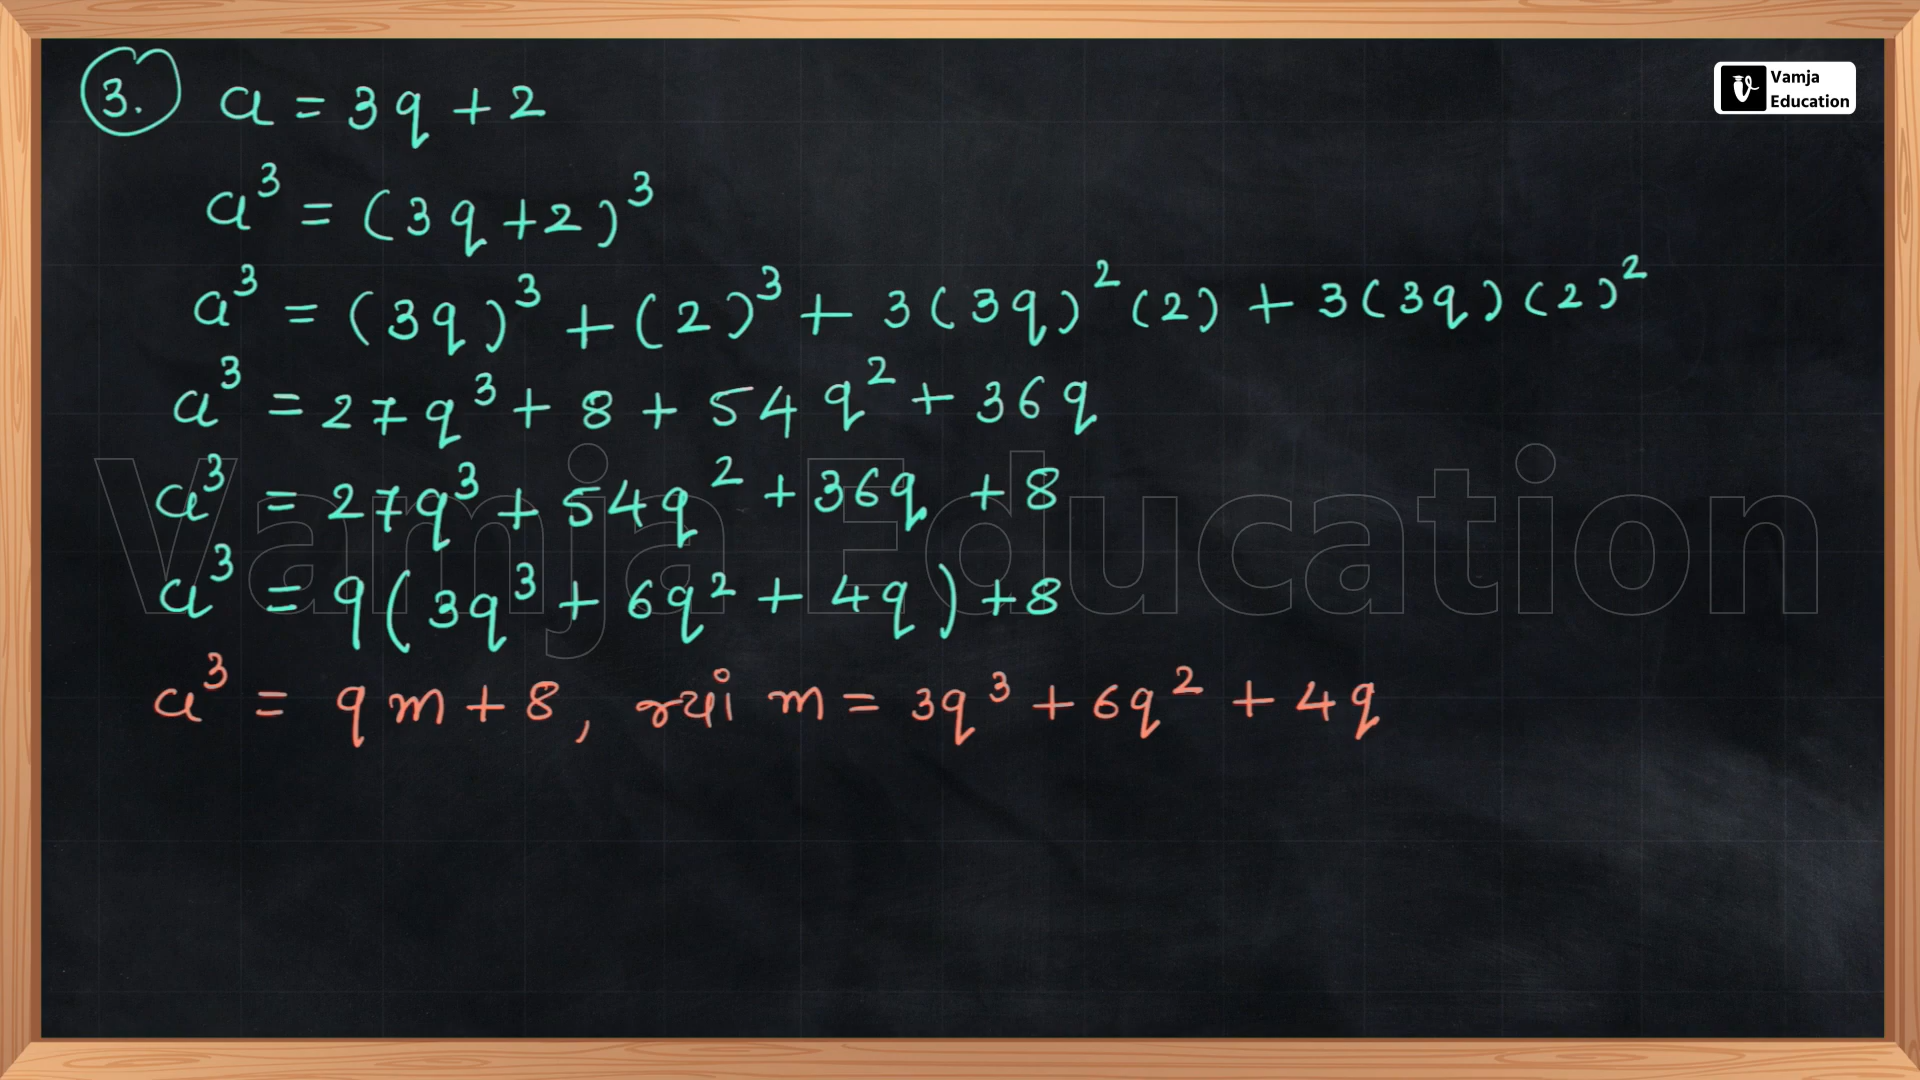 3. a = 3q + 2
Vamja
Education
a³ = (3q + 2)³
a³ = (3q)³ + (2)³ + 3(3q)²(2) + 3(3q)(2)²
a³ = 27q³ + 8 + 54q² + 36q
a³ = 27q³ + 54q² + 36q + 8
Vamja Education
a³ = 9(3q³ + 6q² + 4q) + 8
a³ = 9m + 8, જ્યાં m = 3q³ + 6q² + 4q